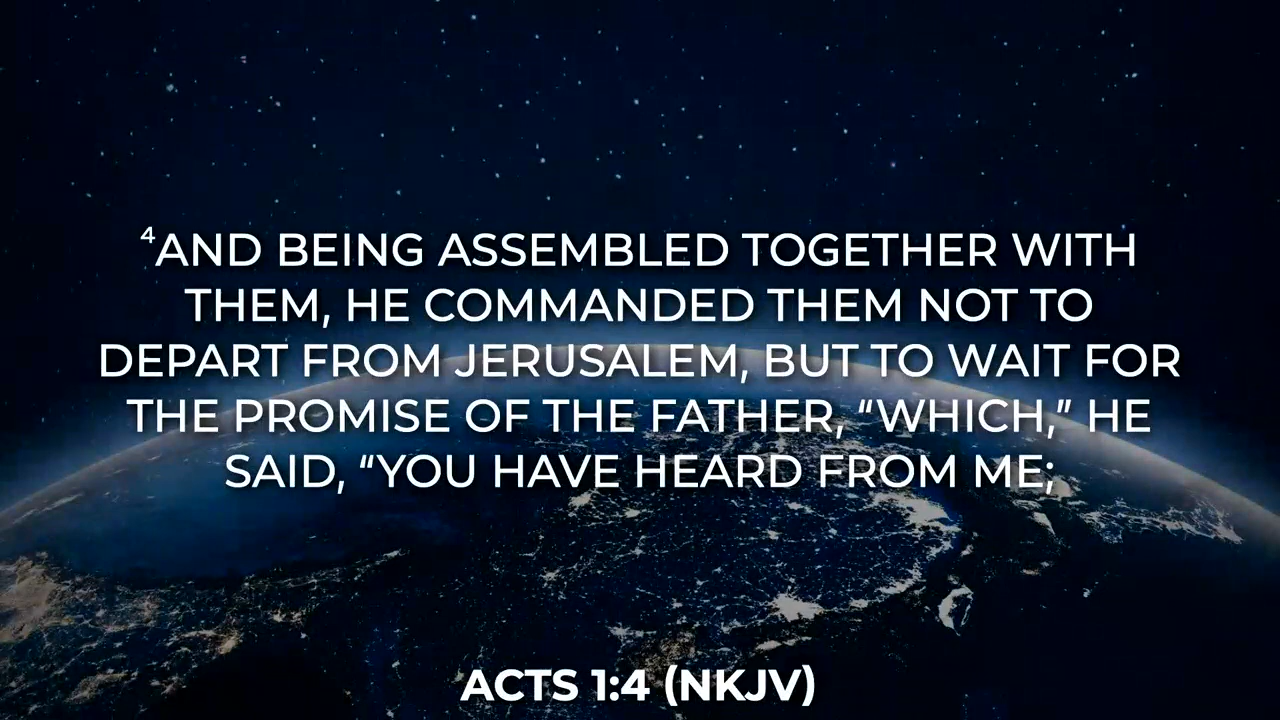 ⁴AND BEING ASSEMBLED TOGETHER WITH
THEM, HE COMMANDED THEM NOT TO
DEPART FROM JERUSALEM, BUT TO WAIT FOR
THE PROMISE OF THE FATHER, “WHICH,” HE
SAID, “YOU HAVE HEARD FROM ME;
ACTS 1:4 (NKJV)